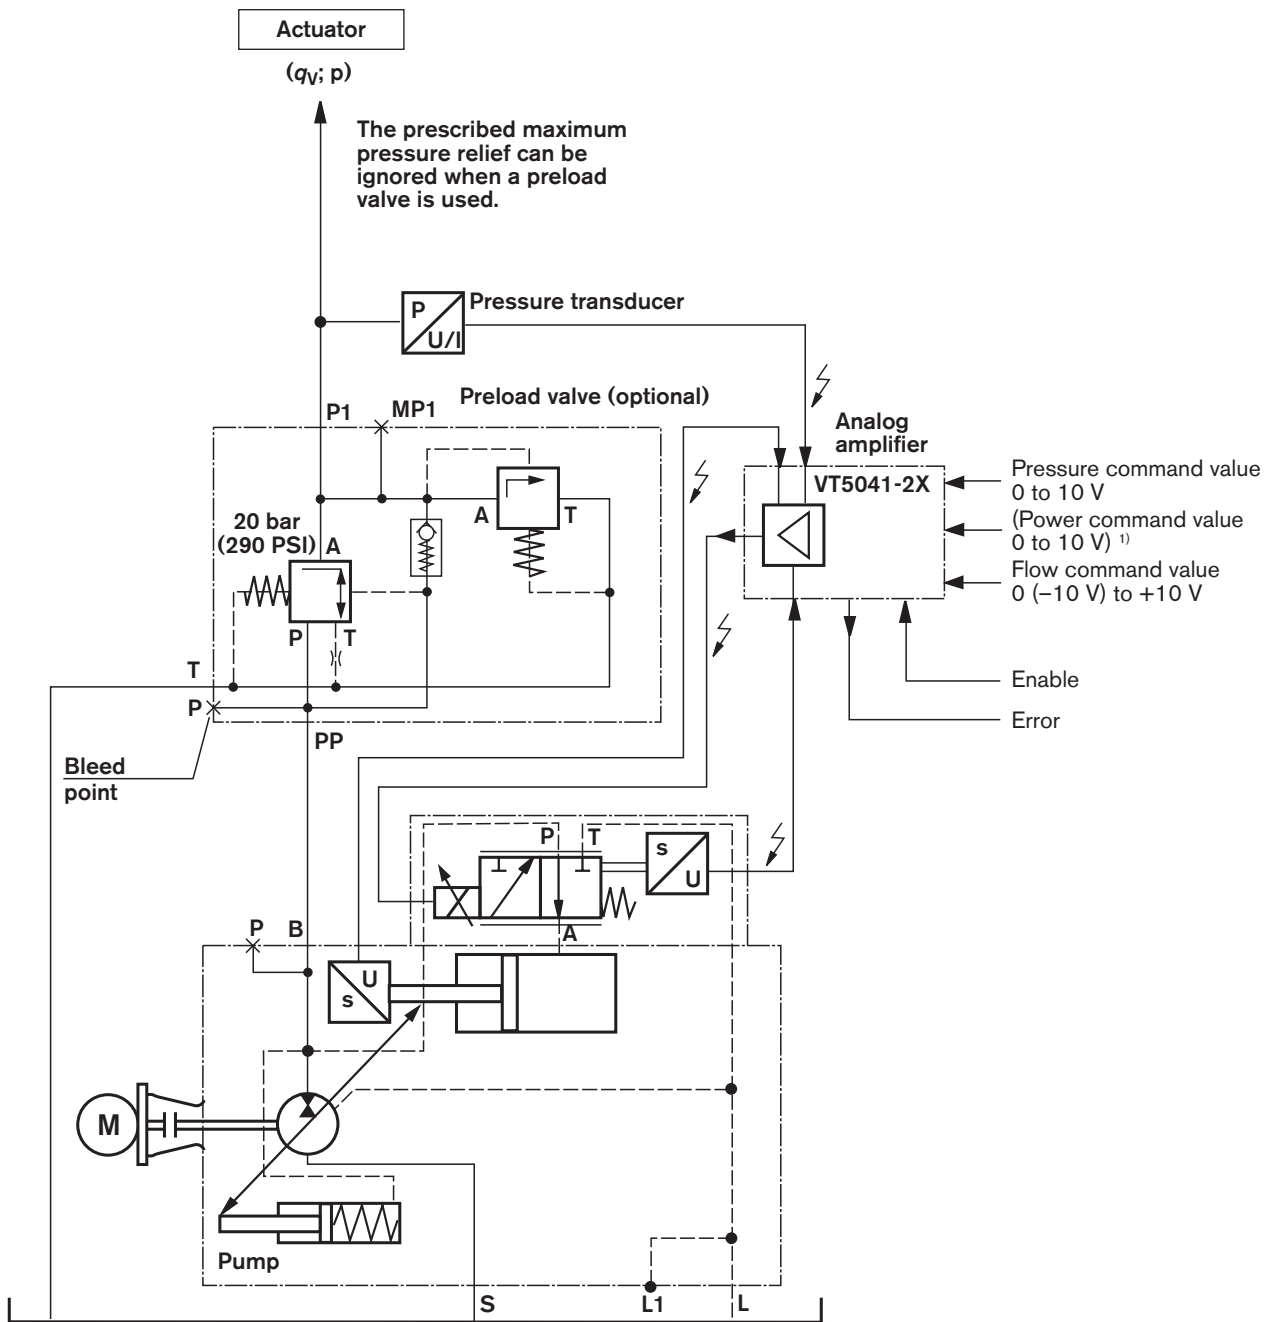 Actuator
(qV; p)
The prescribed maximum
pressure relief can be
ignored when a preload
valve is used.
P
U/I
Pressure transducer
Preload valve (optional)
P1
MP1
Analog
amplifier
VT5041-2X
Pressure command value
0 to 10 V
(Power command value
0 to 10 V) 1)
Flow command value
0 (–10 V) to +10 V
Enable
Error
A
T
20 bar
(290 PSI)
A
P
T
T
P
PP
Bleed
point
P
T
s
U
A
P
B
U
s
M
Pump
S
L1
L